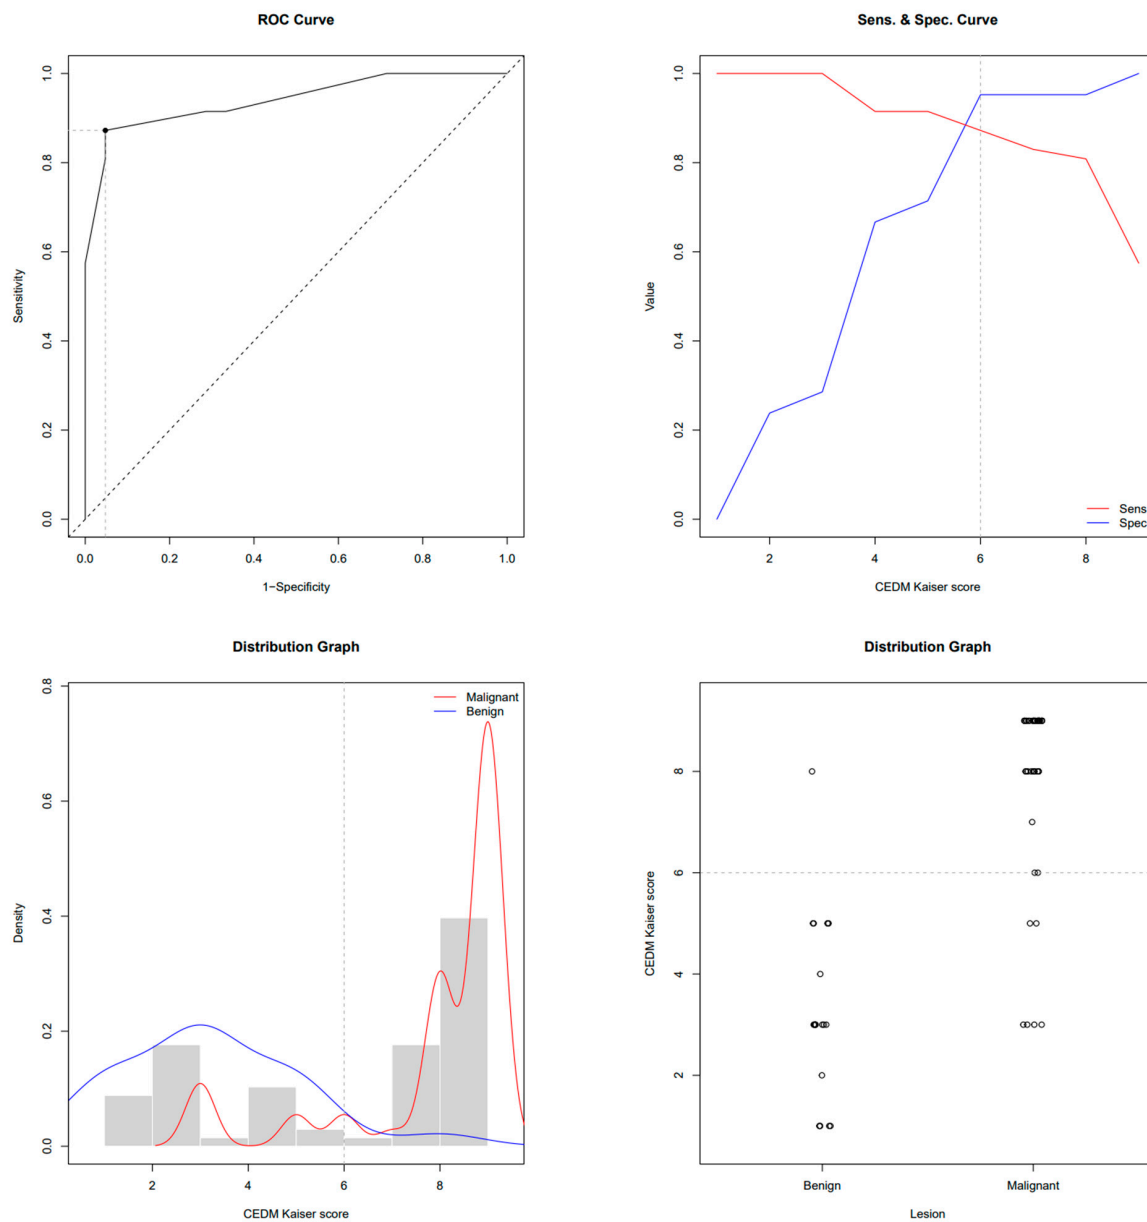 ROC Curve
Sensitivity
0.0 0.2 0.4 0.6 0.8 1.0
0.0 0.2 0.4 0.6 0.8 1.0
1−Specificity
Sens. & Spec. Curve
Value
0.0 0.2 0.4 0.6 0.8 1.0
Sens
Spec
2 4 6 8
CEDM Kaiser score
Distribution Graph
Malignant
Benign
Density
0.0 0.2 0.4 0.6 0.8
2 4 6 8
CEDM Kaiser score
Distribution Graph
CEDM Kaiser score
2 4 6 8
Benign Malignant
Lesion